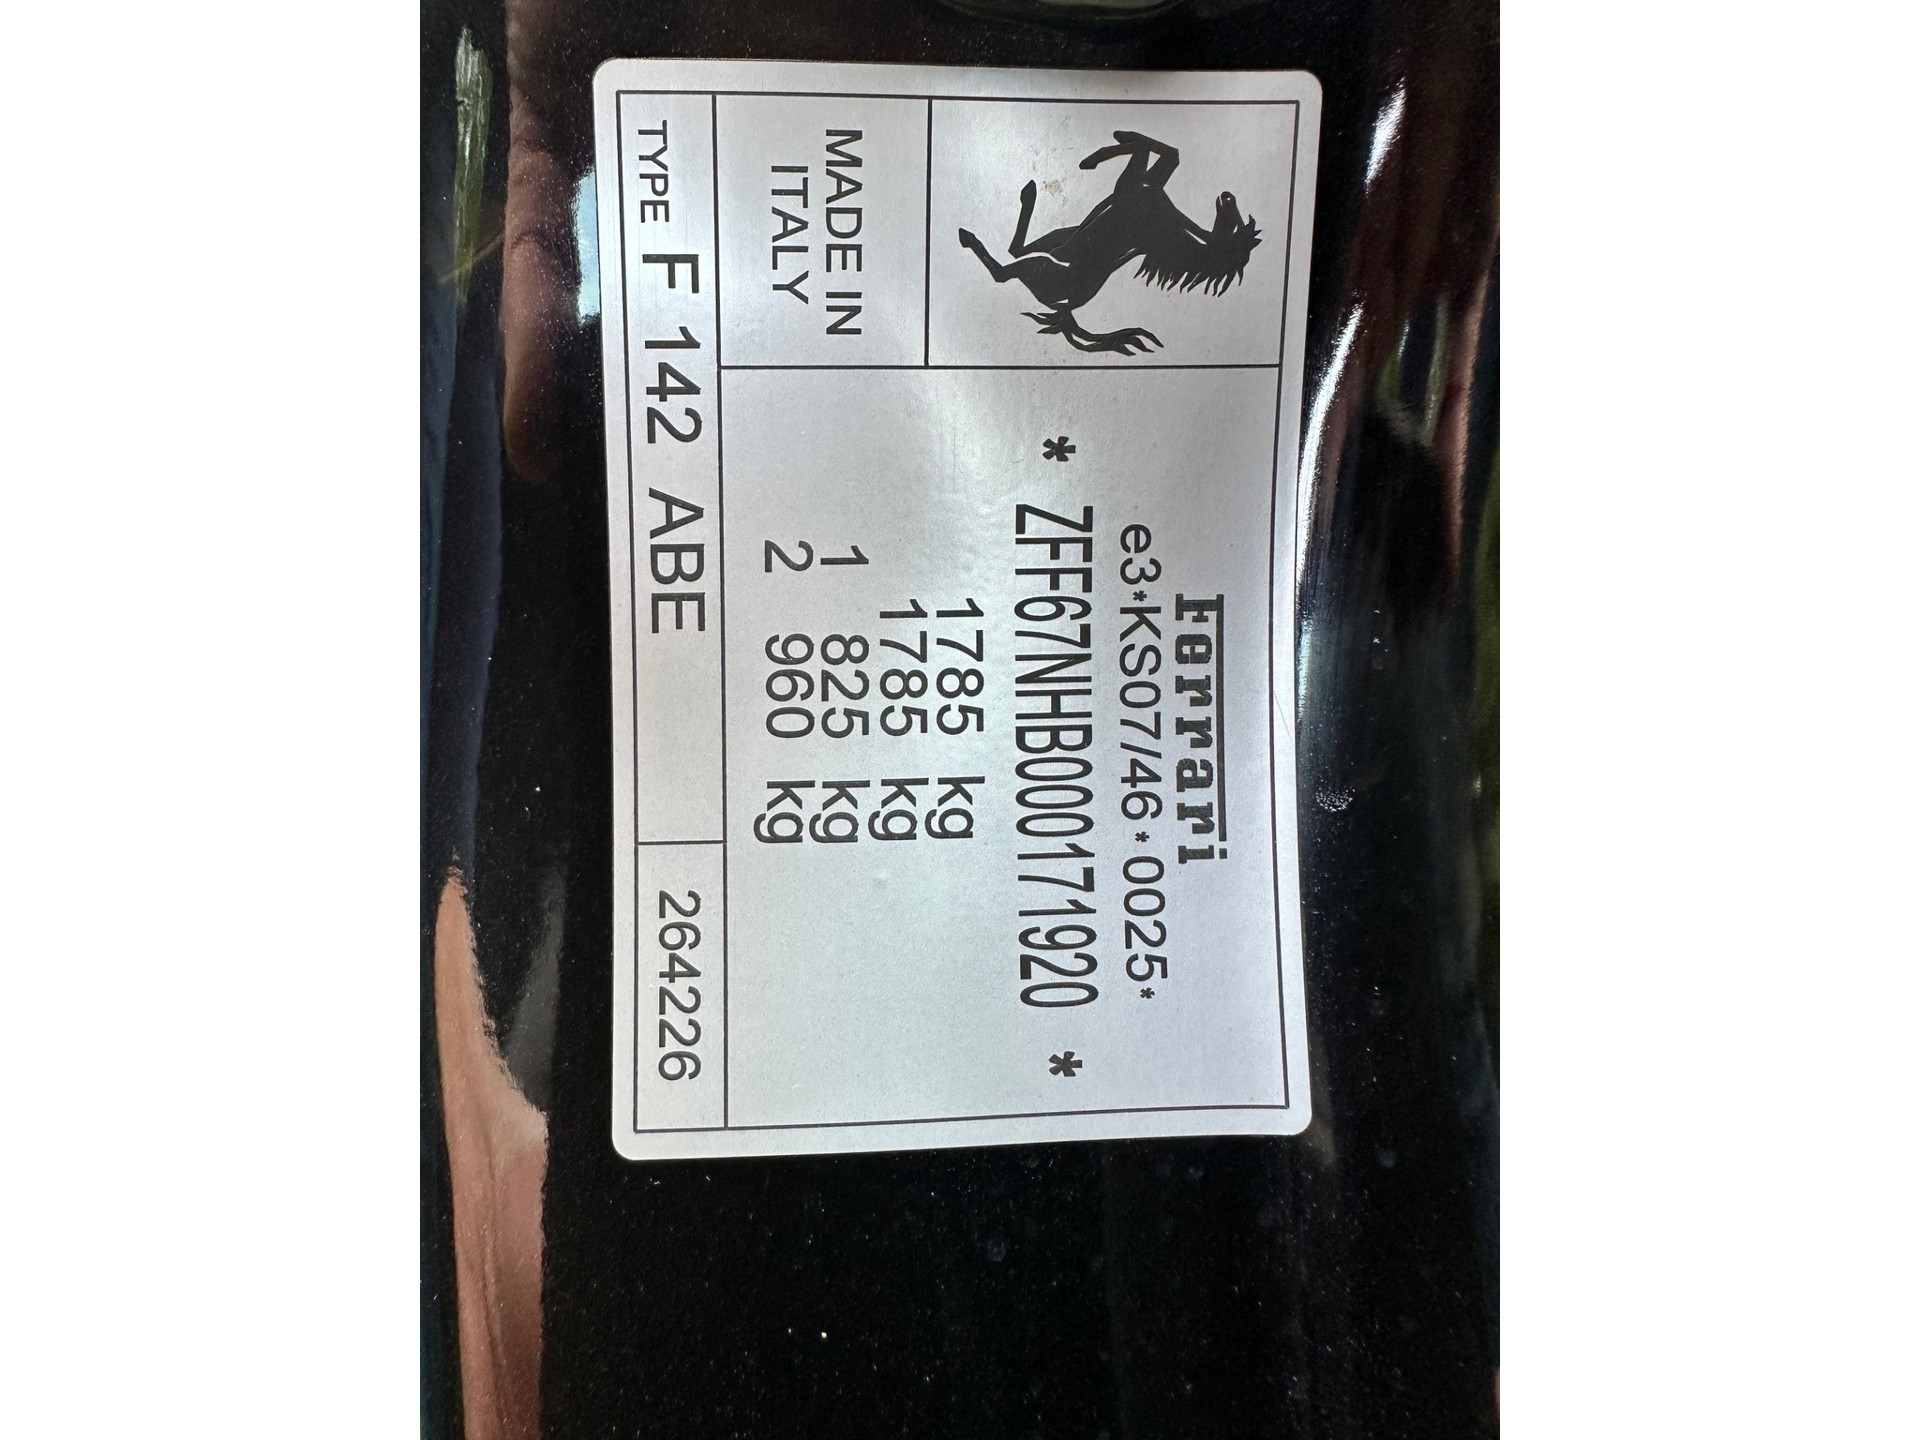 Ferrari
e3*KS07/46*0025*
* ZFF67NHB000171920 *
MADE IN
ITALY
1785 kg
1785 kg
1 825 kg
2 960 kg
TYPE F 142 ABE
264226